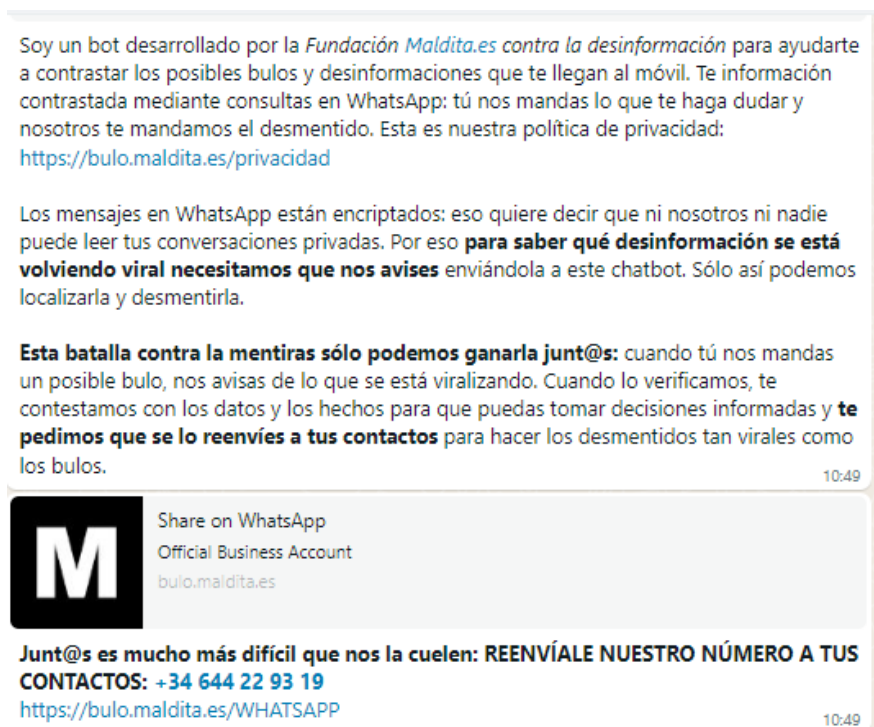 Soy un bot desarrollado por la Fundación Maldita.es contra la desinformación para ayudarte
a contrastar los posibles bulos y desinformaciones que te llegan al móvil. Te información
contrastada mediante consultas en WhatsApp: tú nos mandas lo que te haga dudar y
nosotros te mandamos el desmentido. Esta es nuestra política de privacidad:
https://bulo.maldita.es/privacidad
Los mensajes en WhatsApp están encriptados: eso quiere decir que ni nosotros ni nadie
puede leer tus conversaciones privadas. Por eso para saber qué desinformación se está
volviendo viral necesitamos que nos avises enviándola a este chatbot. Sólo así podemos
localizarla y desmentirla.
Esta batalla contra la mentiras sólo podemos ganarla junt@s: cuando tú nos mandas
un posible bulo, nos avisas de lo que se está viralizando. Cuando lo verificamos, te
contestamos con los datos y los hechos para que puedas tomar decisiones informadas y te
pedimos que se lo reenvíes a tus contactos para hacer los desmentidos tan virales como
los bulos.
10:49
M
Share on WhatsApp
Official Business Account
bulo.maldita.es
Junt@s es mucho más difícil que nos la cuelen: REENVÍALE NUESTRO NÚMERO A TUS
CONTACTOS: +34 644 22 93 19
https://bulo.maldita.es/WHATSAPP
10:49